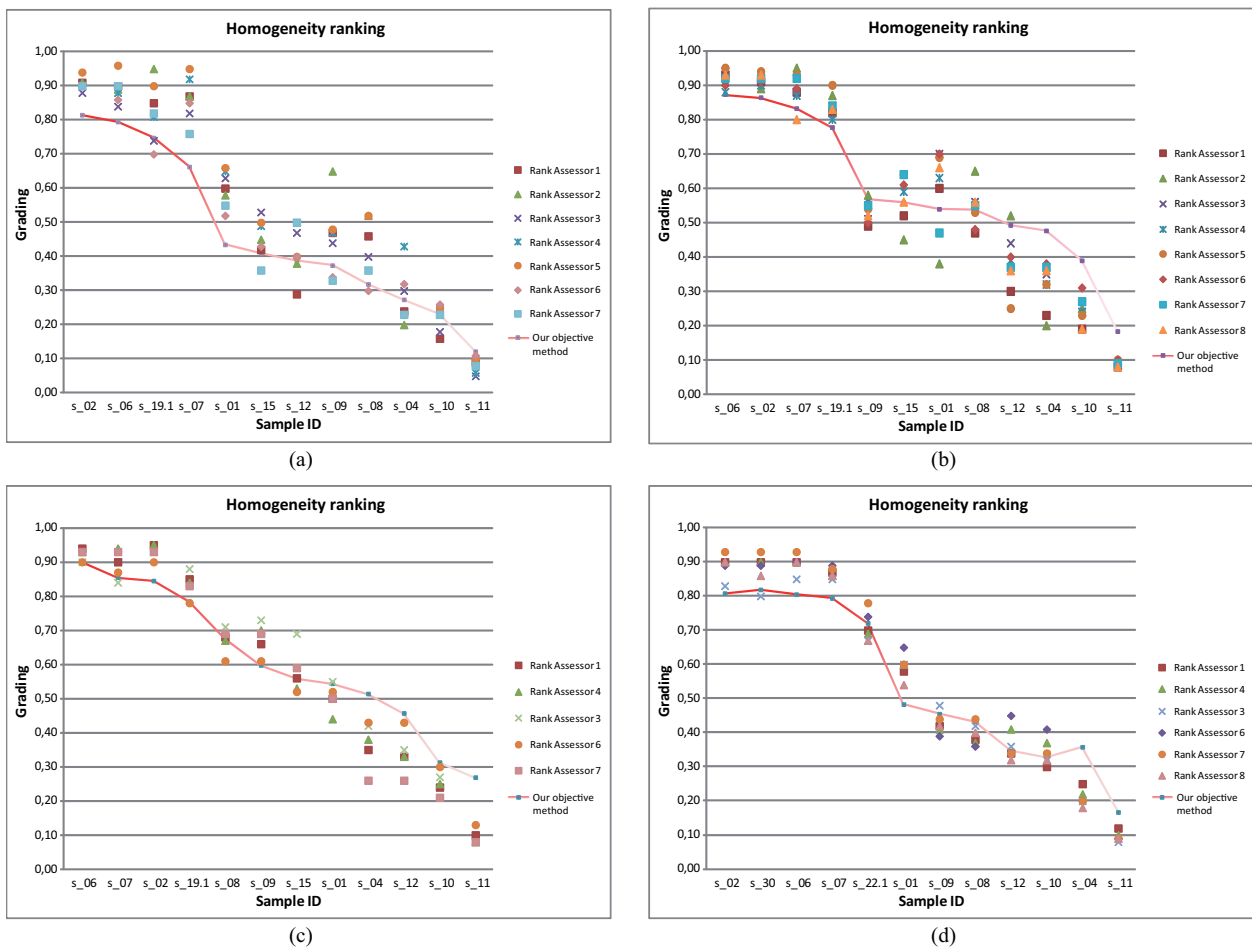 Homogeneity ranking
1,00
0,90
0,80
0,70
0,60
0,50
0,40
0,30
0,20
0,10
0,00
Grading
s_02 s_06 s_19.1 s_07 s_01 s_15 s_12 s_09 s_08 s_04 s_10 s_11
Sample ID
Rank Assessor 1
Rank Assessor 2
Rank Assessor 3
Rank Assessor 4
Rank Assessor 5
Rank Assessor 6
Rank Assessor 7
Our objective
method
(a)
Homogeneity ranking
1,00
0,90
0,80
0,70
0,60
0,50
0,40
0,30
0,20
0,10
0,00
Grading
s_06 s_02 s_07 s_19.1 s_09 s_15 s_01 s_08 s_12 s_04 s_10 s_11
Sample ID
Rank Assessor 1
Rank Assessor 2
Rank Assessor 3
Rank Assessor 4
Rank Assessor 5
Rank Assessor 6
Rank Assessor 7
Rank Assessor 8
Our objective
method
(b)
Homogeneity ranking
1,00
0,90
0,80
0,70
0,60
0,50
0,40
0,30
0,20
0,10
0,00
Grading
s_06 s_07 s_02 s_19.1 s_08 s_09 s_15 s_01 s_04 s_12 s_10 s_11
Sample ID
Rank Assessor 1
Rank Assessor 4
Rank Assessor 3
Rank Assessor 6
Rank Assessor 7
Our objective
method
(c)
Homogeneity ranking
1,00
0,90
0,80
0,70
0,60
0,50
0,40
0,30
0,20
0,10
0,00
Grading
s_02 s_30 s_06 s_07 s_22.1 s_01 s_09 s_08 s_12 s_10 s_04 s_11
Sample ID
Rank Assessor 1
Rank Assessor 4
Rank Assessor 3
Rank Assessor 6
Rank Assessor 7
Rank Assessor 8
Our objective
method
(d)